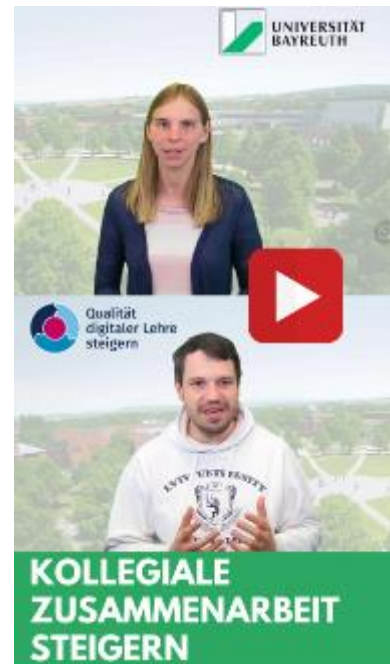 UNIVERSITÄT
BAYREUTH
Qualität
digitaler Lehre
steigern
KOLLEGIALE
ZUSAMMENARBEIT
STEIGERN